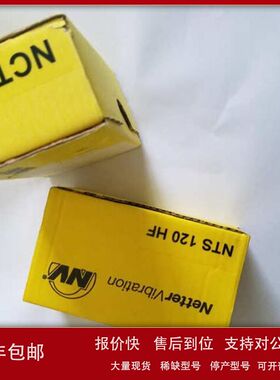 NCT
NTS 120 HF
NV
Netter Vibration
丰包邮
报价快 售后到位 支持对公
大量现货 稀缺型号 停产型号 可开